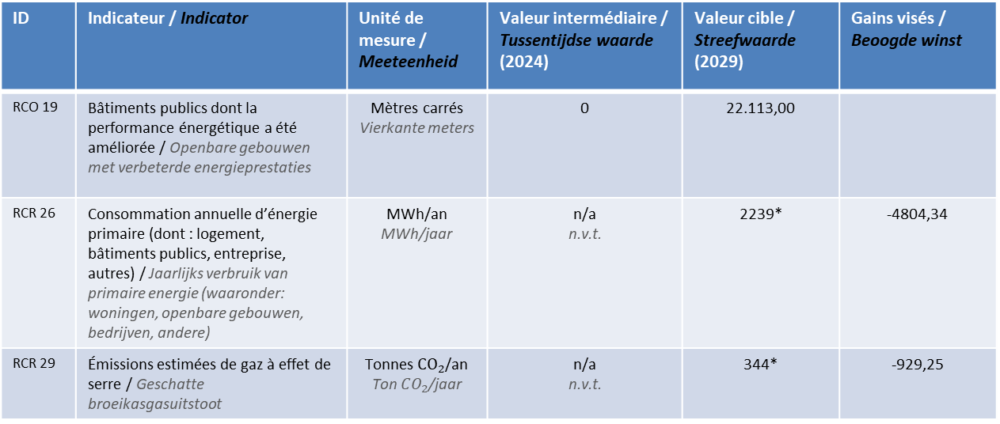 ID
Indicateur / Indicator
Unité de
mesure /
Meeteenheid
Valeur intermédiaire /
Tussentijdse waarde
(2024)
Valeur cible /
Streefwaarde
(2029)
Gains visés /
Beoogde winst
RCO 19
Bâtiments publics dont la
performance énergétique a été
améliorée / Openbare gebouwen
met verbeterde energieprestaties
Mètres carrés
Vierkante meters
0
22.113,00
RCR 26
Consommation annuelle d’énergie
primaire (dont : logement,
bâtiments publics, entreprise,
autres) / Jaarlijks verbruik van
primaire energie (waaronder:
woningen, openbare gebouwen,
bedrijven, andere)
MWh/an
MWh/jaar
n/a
n.v.t.
2239*
-4804,34
RCR 29
Émissions estimées de gaz à effet de
serre / Geschatte
broeikasgasuitstoot
Tonnes CO₂/an
Ton CO₂/jaar
n/a
n.v.t.
344*
-929,25